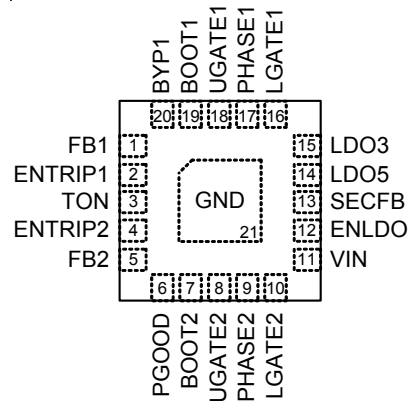 BYP1
BOOT1
UGATE1
PHASE1
LGATE1
20 19 18 17 16
FB1 1
ENTRIP1 2
TON 3
ENTRIP2 4
FB2 5
GND
21
15 LDO3
14 LDO5
13 SECFB
12 ENLDO
11 VIN
6 7 8 9 10
PGOOD
BOOT2
UGATE2
PHASE2
LGATE2